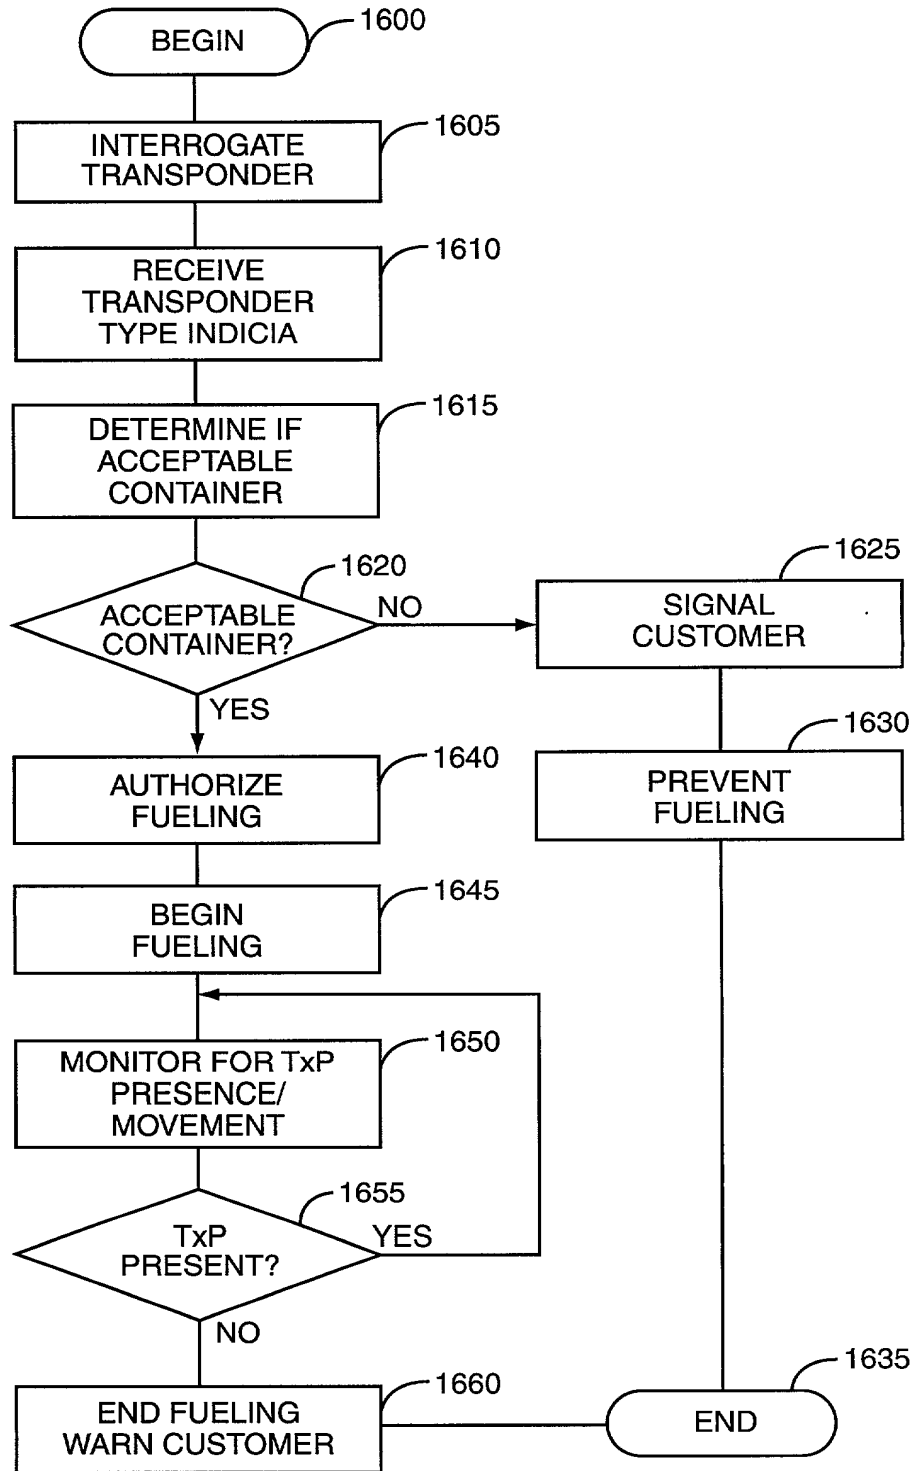 BEGIN
1600
INTERROGATE
TRANSPONDER
1605
RECEIVE
TRANSPONDER
TYPE INDICIA
1610
DETERMINE IF
ACCEPTABLE
CONTAINER
1615
ACCEPTABLE
CONTAINER?
1620
NO
SIGNAL
CUSTOMER
1625
PREVENT
FUELING
1630
YES
AUTHORIZE
FUELING
1640
BEGIN
FUELING
1645
MONITOR FOR TxP
PRESENCE/
MOVEMENT
1650
TxP
PRESENT?
1655
YES
NO
END FUELING
WARN CUSTOMER
1660
END
1635